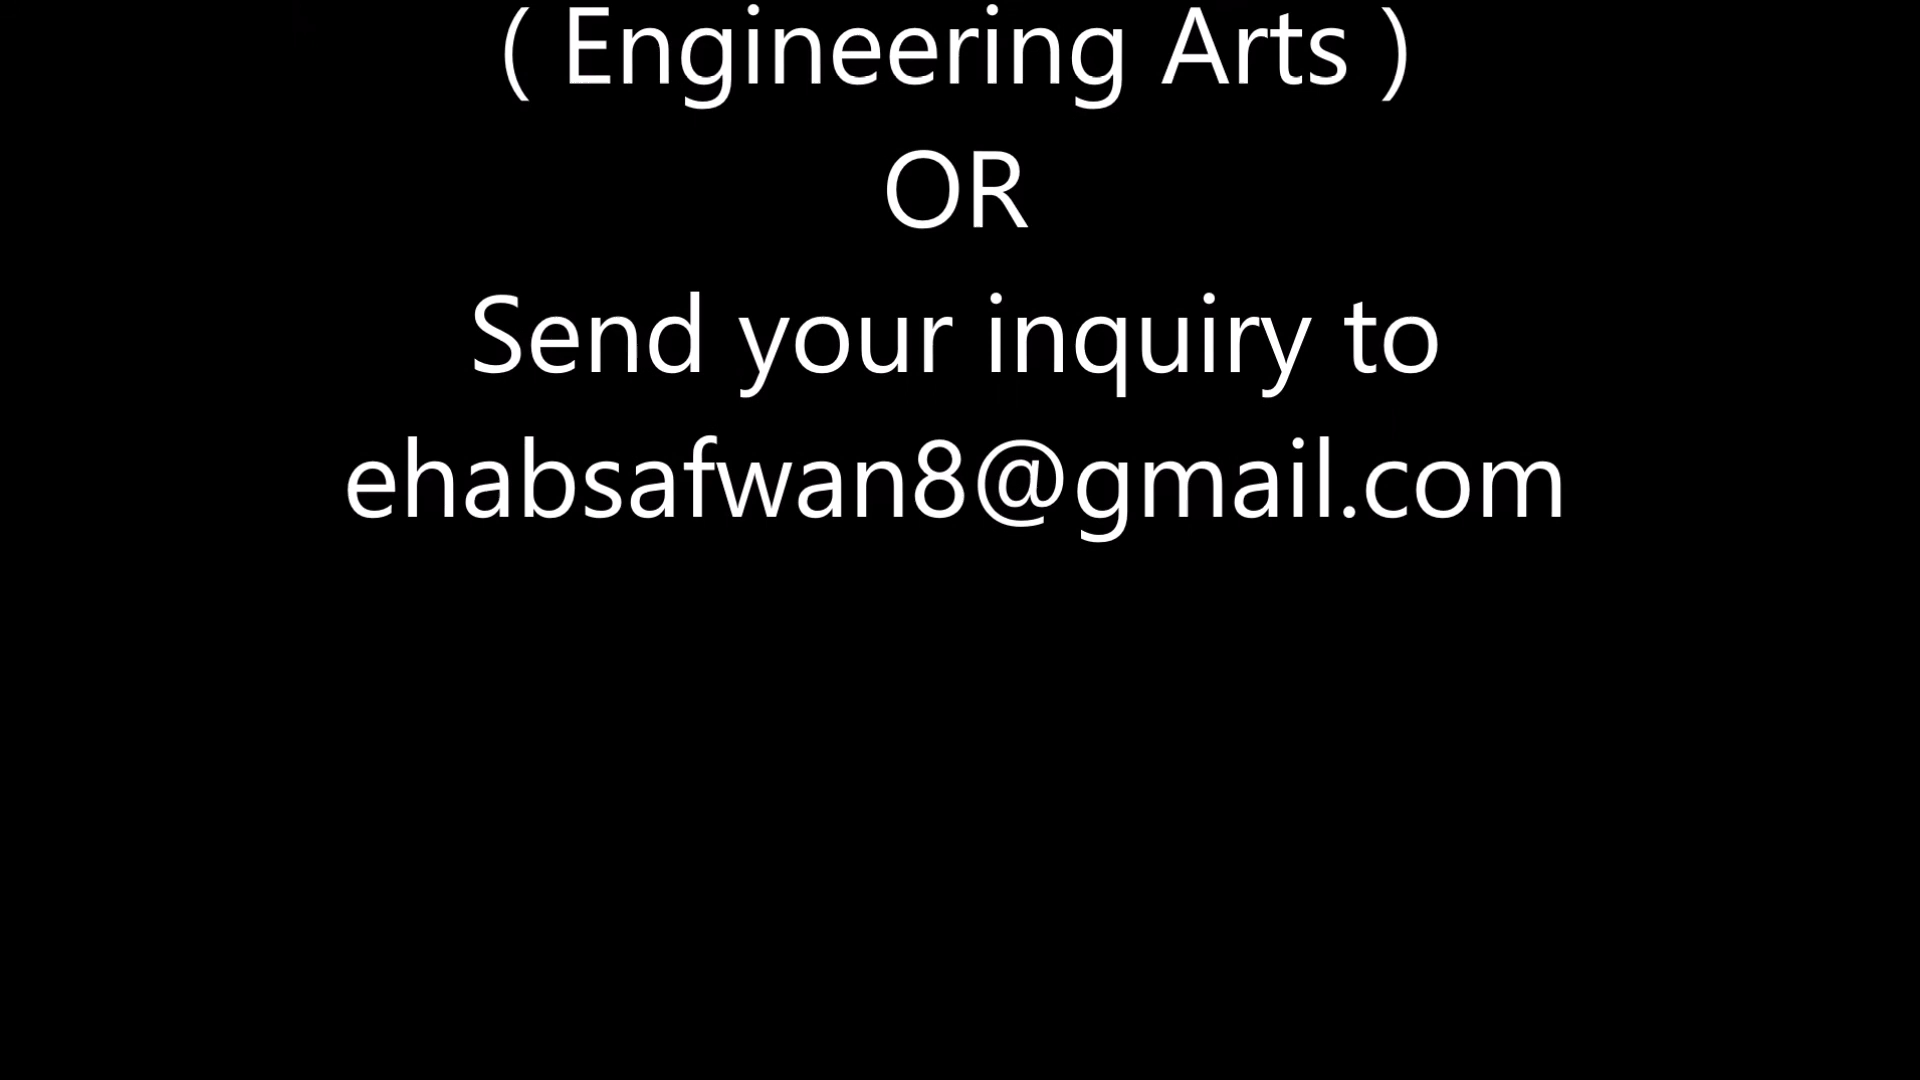 ( Engineering Arts )
OR
Send your inquiry to
ehabsafwan8@gmail.com